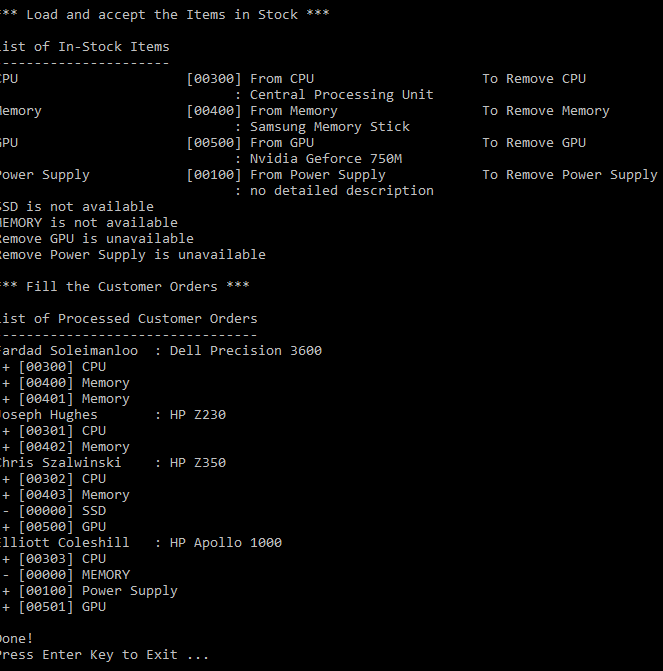 *** Load and accept the Items in Stock ***
List of In-Stock Items
----------------------
CPU [00300] From CPU To Remove CPU
: Central Processing Unit
Memory [00400] From Memory To Remove Memory
: Samsung Memory Stick
GPU [00500] From GPU To Remove GPU
: Nvidia Geforce 750M
Power Supply [00100] From Power Supply To Remove Power Supply
: no detailed description
SSD is not available
MEMORY is not available
Remove GPU is unavailable
Remove Power Supply is unavailable
*** Fill the Customer Orders ***
List of Processed Customer Orders
---------------------------------
Fardad Soleimanloo : Dell Precision 3600
+ [00300] CPU
+ [00400] Memory
+ [00401] Memory
Joseph Hughes : HP Z230
+ [00301] CPU
+ [00402] Memory
Chris Szalwinski : HP Z350
+ [00302] CPU
+ [00403] Memory
- [00000] SSD
+ [00500] GPU
Elliott Coleshill : HP Apollo 1000
+ [00303] CPU
- [00000] MEMORY
+ [00100] Power Supply
+ [00501] GPU
Done!
Press Enter Key to Exit ...